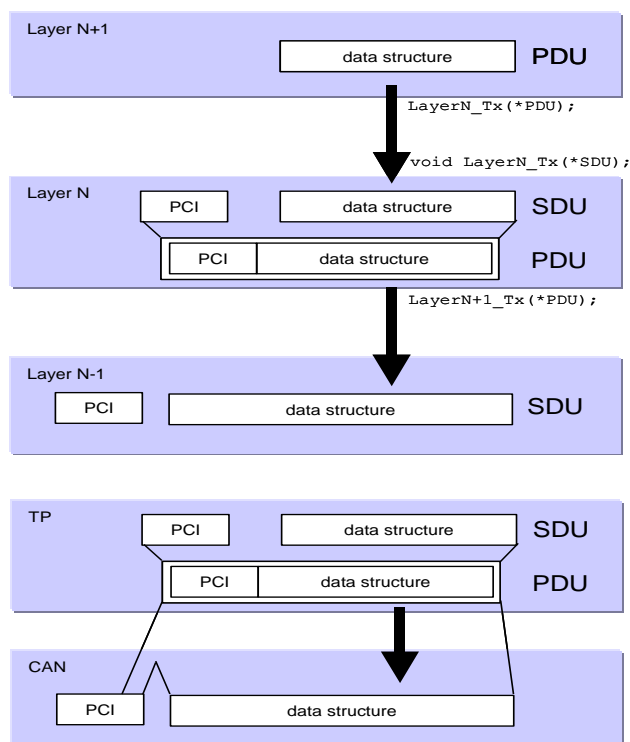 Layer N+1
data structure PDU
LayerN_Tx(*PDU);
void LayerN_Tx(*SDU);
Layer N
PCI data structure SDU
PCI data structure PDU
LayerN+1_Tx(*PDU);
Layer N-1
PCI data structure SDU
TP
PCI data structure SDU
PCI data structure PDU
CAN
PCI data structure